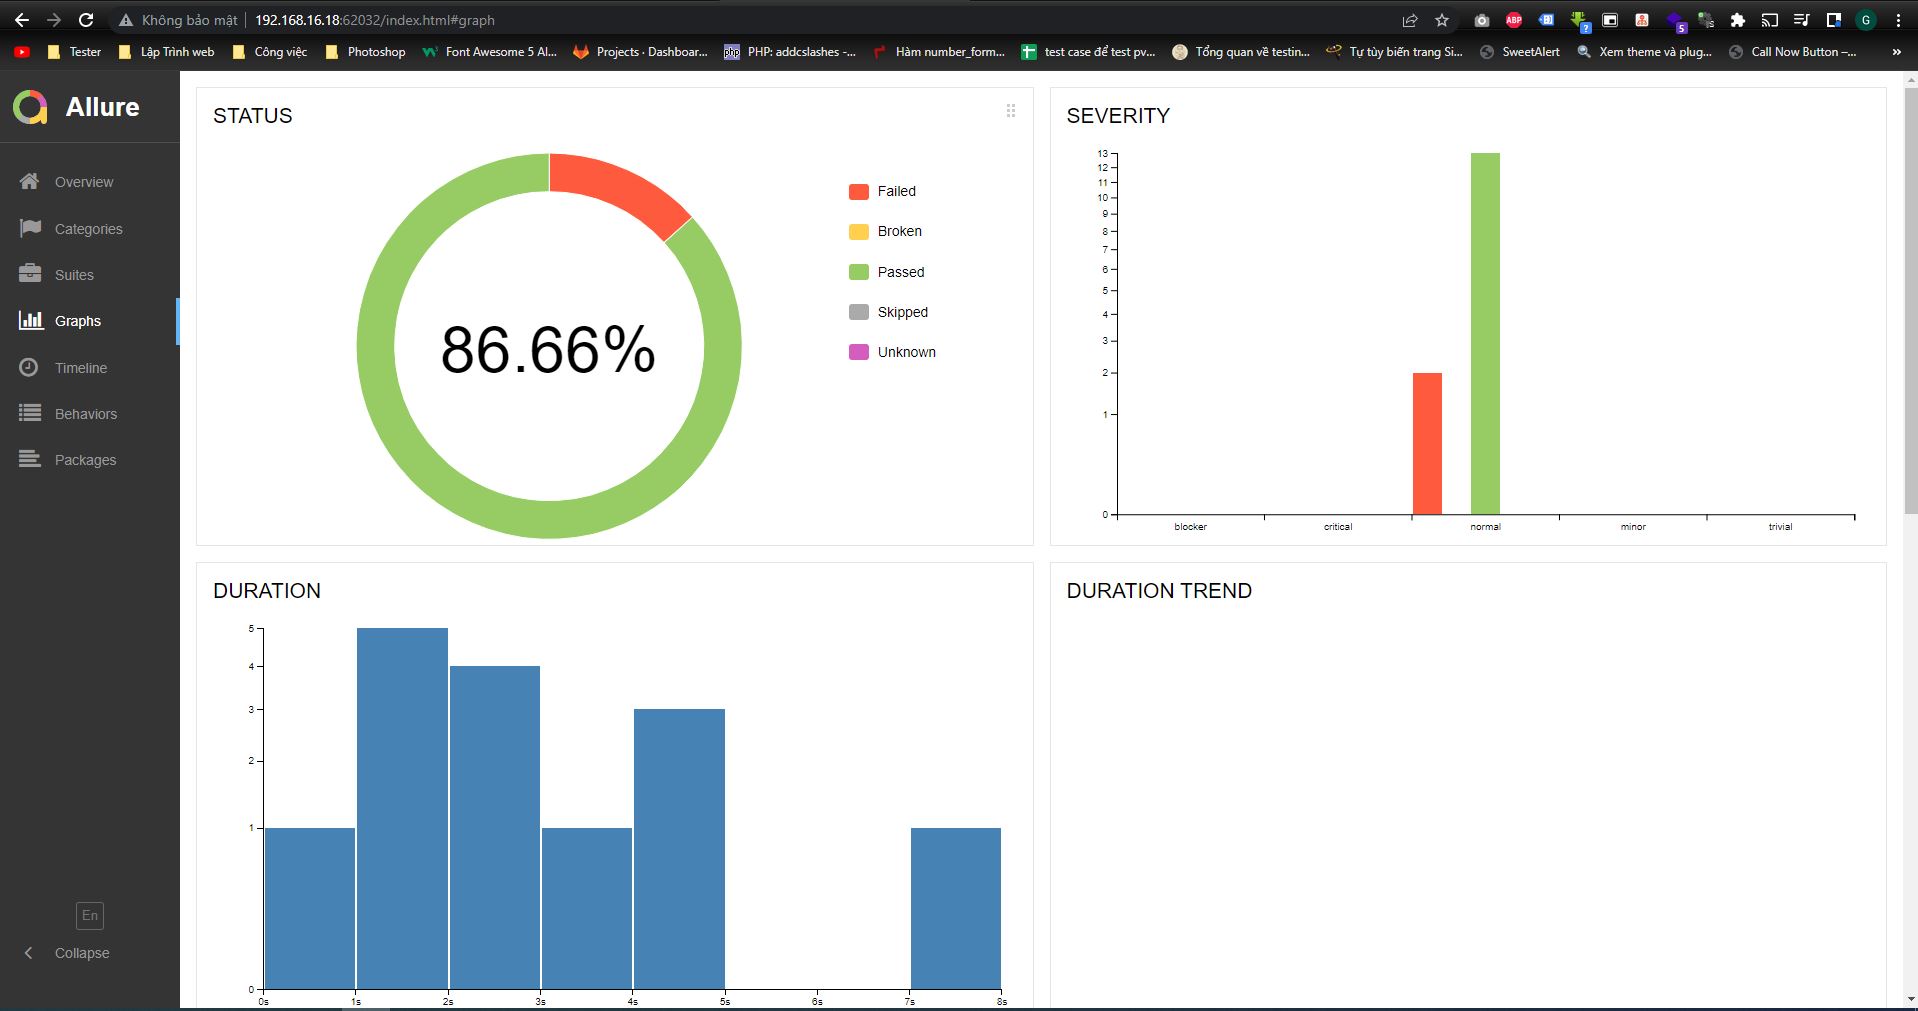 Không bảo mật
192.168.16.18:62032/index.html#graph
ABP
?
5
G
Tester
Lập Trình web
Công việc
Photoshop
Font Awesome 5 Al...
Projects · Dashboar...
php
PHP: addcslashes -...
Hàm number_form...
test case để test pv...
Tổng quan về testin...
Tự tùy biến trang Si...
SweetAlert
Xem theme và plug...
Call Now Button –...
»
Allure
Overview
Categories
Suites
Graphs
Timeline
Behaviors
Packages
En
Collapse
STATUS
86.66%
Failed
Broken
Passed
Skipped
Unknown
SEVERITY
13
12
11
10
9
8
7
6
5
4
3
2
1
0
blocker critical normal minor trivial
DURATION
5
4
3
2
1
0
0s 1s 2s 3s 4s 5s 6s 7s 8s
DURATION TREND